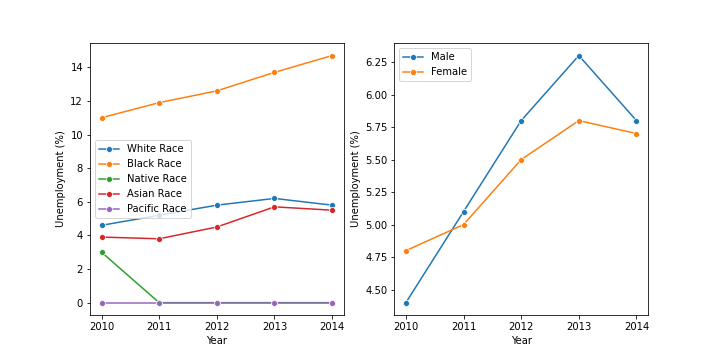 Unemployment (%)
14
12
10
8
6
4
2
0
White Race
Black Race
Native Race
Asian Race
Pacific Race
2010 2011 2012 2013 2014
Year
Unemployment (%)
6.25
6.00
5.75
5.50
5.25
5.00
4.75
4.50
Male
Female
2010 2011 2012 2013 2014
Year